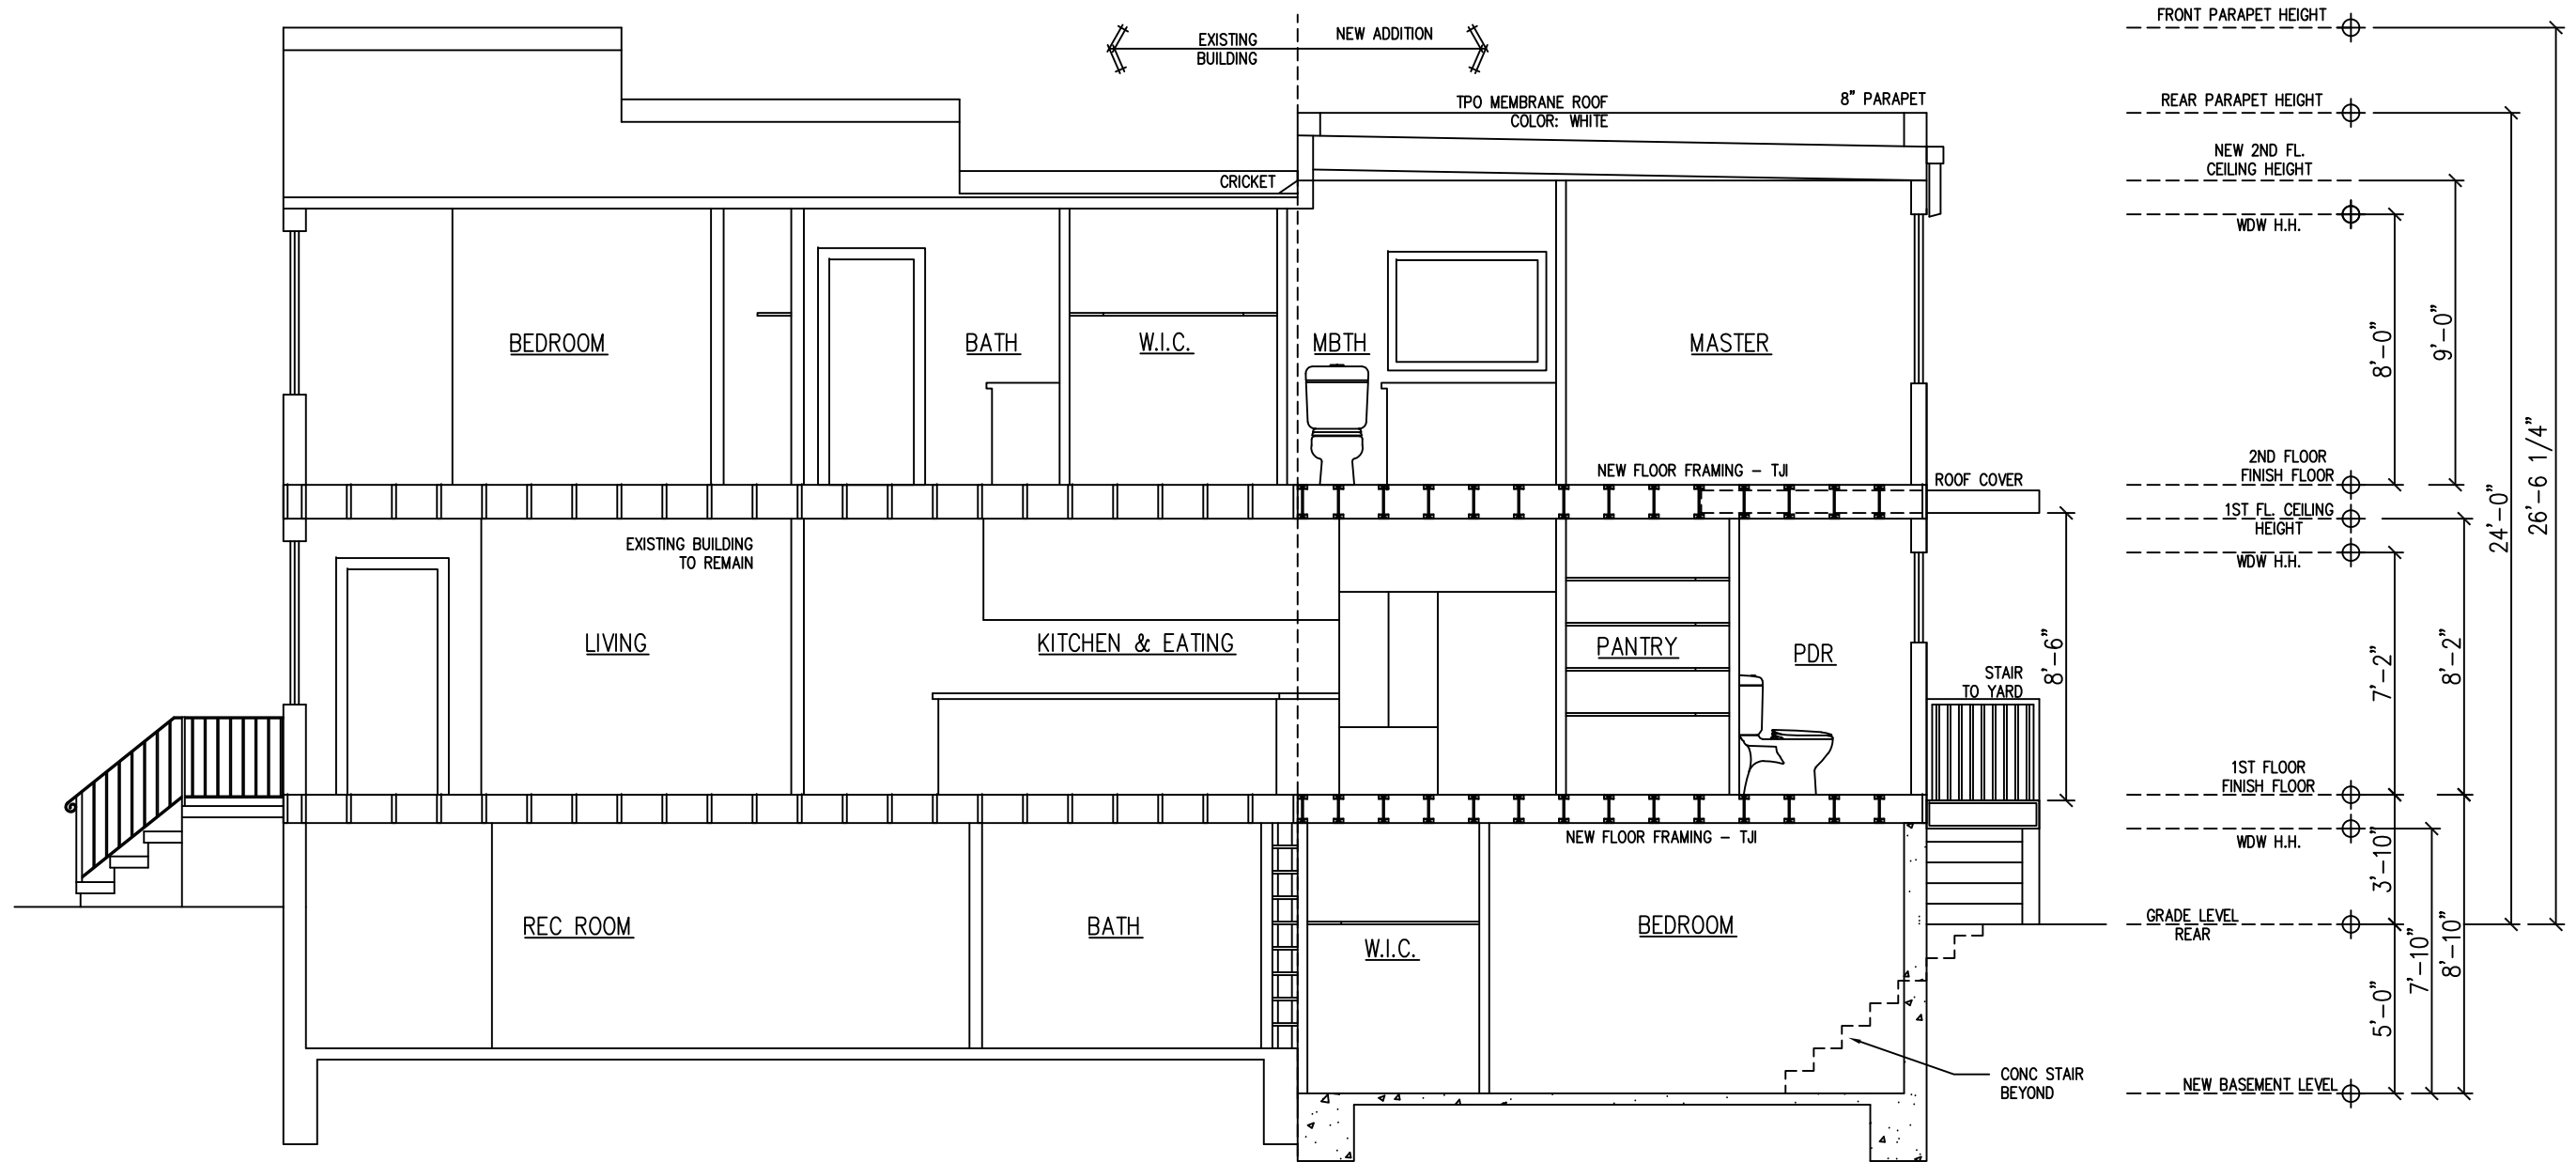 FRONT PARAPET HEIGHT
EXISTING
BUILDING
NEW ADDITION
TPO MEMBRANE ROOF
COLOR: WHITE
8" PARAPET
REAR PARAPET HEIGHT
NEW 2ND FL.
CEILING HEIGHT
CRICKET
WDW H.H.
BEDROOM
BATH
W.I.C.
MBTH
MASTER
8'-0"
9'-0"
NEW FLOOR FRAMING - TJI
ROOF COVER
2ND FLOOR
FINISH FLOOR
1ST FL. CEILING
HEIGHT
WDW H.H.
24'-0"
26'-6 1/4"
EXISTING BUILDING
TO REMAIN
LIVING
KITCHEN & EATING
PANTRY
PDR
8'-6"
STAIR
TO YARD
7'-2"
8'-2"
1ST FLOOR
FINISH FLOOR
NEW FLOOR FRAMING - TJI
WDW H.H.
3'-10"
REC ROOM
BATH
W.I.C.
BEDROOM
GRADE LEVEL
REAR
7'-10"
8'-10"
5'-0"
CONC STAIR
BEYOND
NEW BASEMENT LEVEL